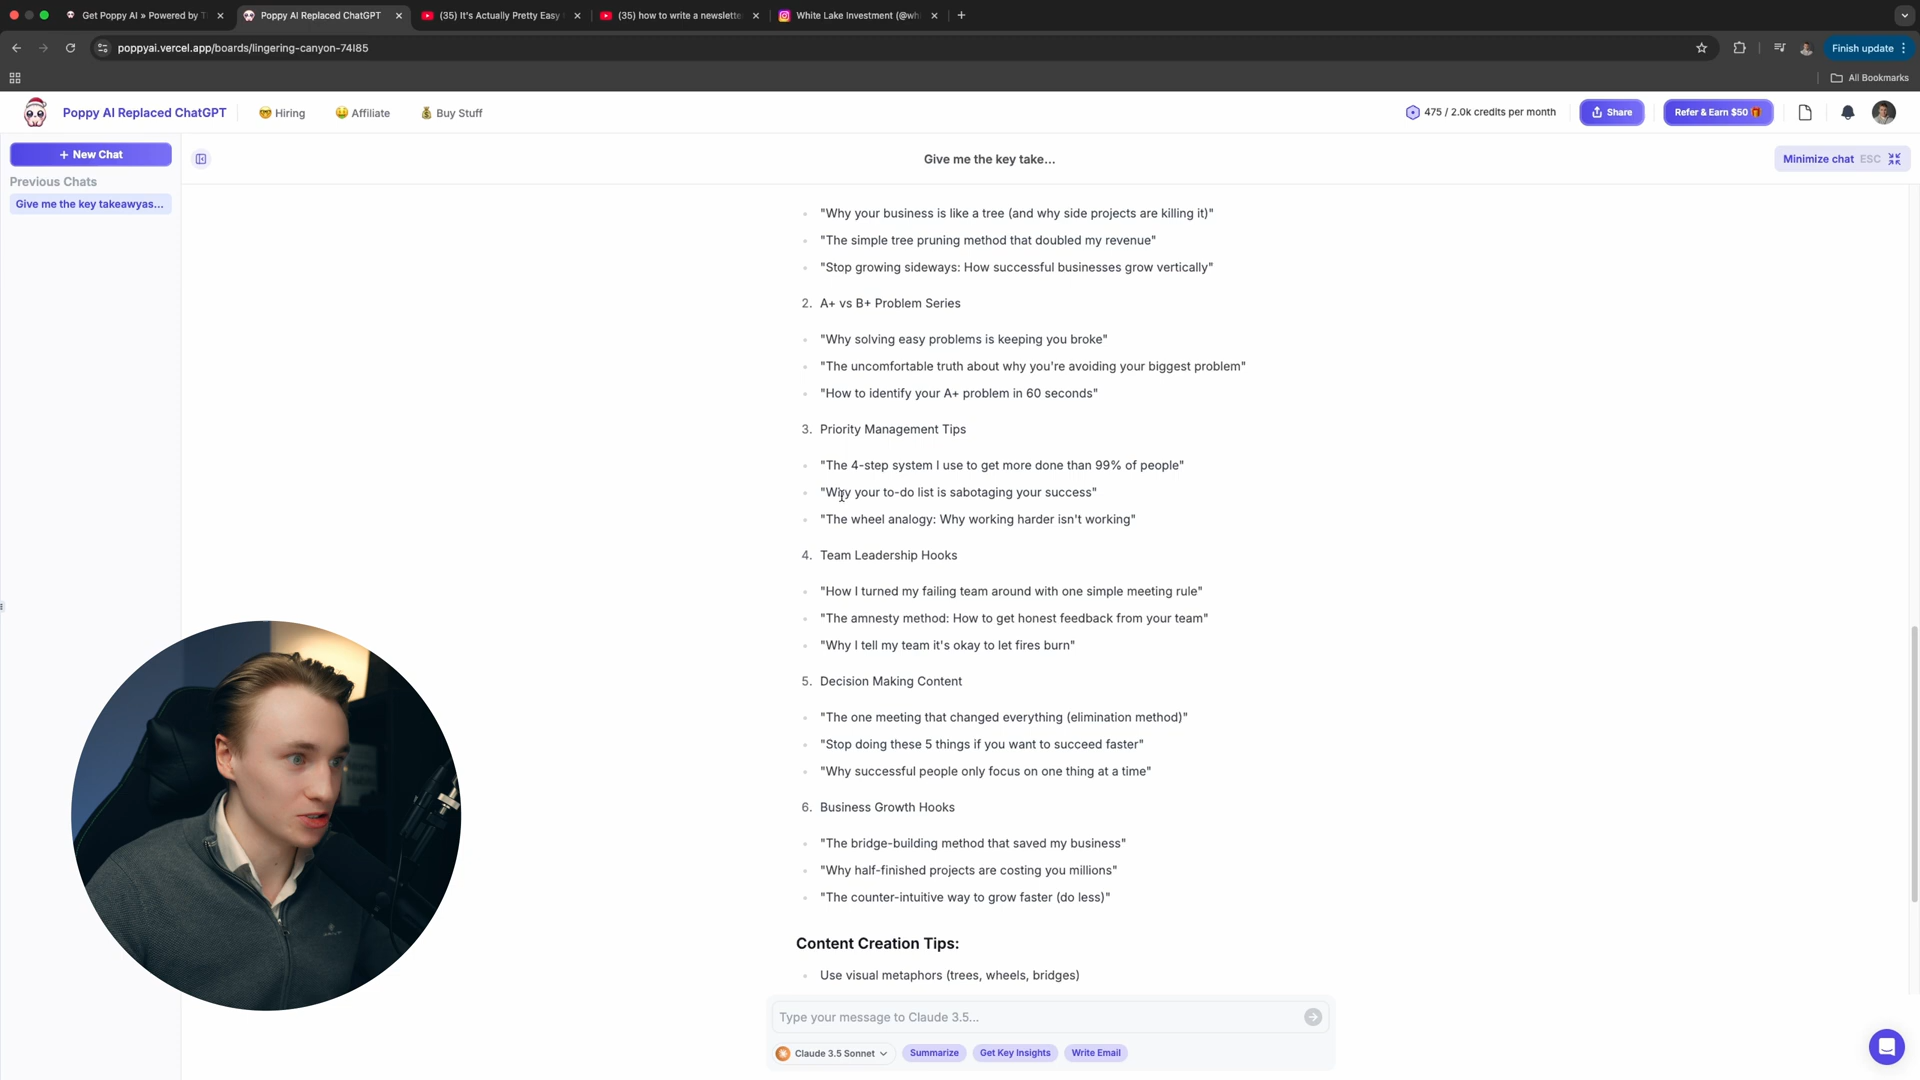 Get Poppy AI » Powered by T
Poppy AI Replaced ChatGPT
(35) It's Actually Pretty Easy
(35) how to write a newslette
White Lake Investment (@wh
poppyai.vercel.app/boards/lingering-canyon-74l85
Finish update
All Bookmarks
Poppy AI Replaced ChatGPT
Hiring
Affiliate
Buy Stuff
475 / 2.0k credits per month
Share
Refer & Earn $50
+ New Chat
Previous Chats
Give me the key takeawyas...
Give me the key take...
Minimize chat ESC
"Why your business is like a tree (and why side projects are killing it)"
"The simple tree pruning method that doubled my revenue"
"Stop growing sideways: How successful businesses grow vertically"
2. A+ vs B+ Problem Series
"Why solving easy problems is keeping you broke"
"The uncomfortable truth about why you're avoiding your biggest problem"
"How to identify your A+ problem in 60 seconds"
3. Priority Management Tips
"The 4-step system I use to get more done than 99% of people"
"Why your to-do list is sabotaging your success"
"The wheel analogy: Why working harder isn't working"
4. Team Leadership Hooks
"How I turned my failing team around with one simple meeting rule"
"The amnesty method: How to get honest feedback from your team"
"Why I tell my team it's okay to let fires burn"
5. Decision Making Content
"The one meeting that changed everything (elimination method)"
"Stop doing these 5 things if you want to succeed faster"
"Why successful people only focus on one thing at a time"
6. Business Growth Hooks
"The bridge-building method that saved my business"
"Why half-finished projects are costing you millions"
"The counter-intuitive way to grow faster (do less)"
Content Creation Tips:
Use visual metaphors (trees, wheels, bridges)
Type your message to Claude 3.5...
Claude 3.5 Sonnet
Summarize
Get Key Insights
Write Email